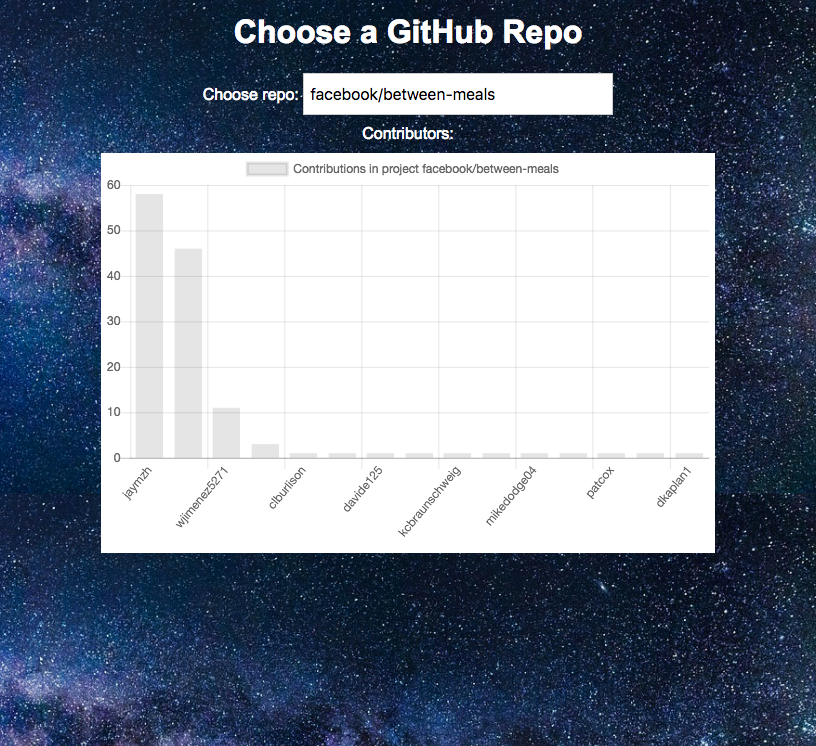 Choose a GitHub Repo
Choose repo: facebook/between-meals
Contributors:
Contributions in project facebook/between-meals
60
50
40
30
20
10
0
jaymzh
wjimenez5271
clburlison
davide125
kcbraunschweig
mikedodge04
patcox
dkaplan1